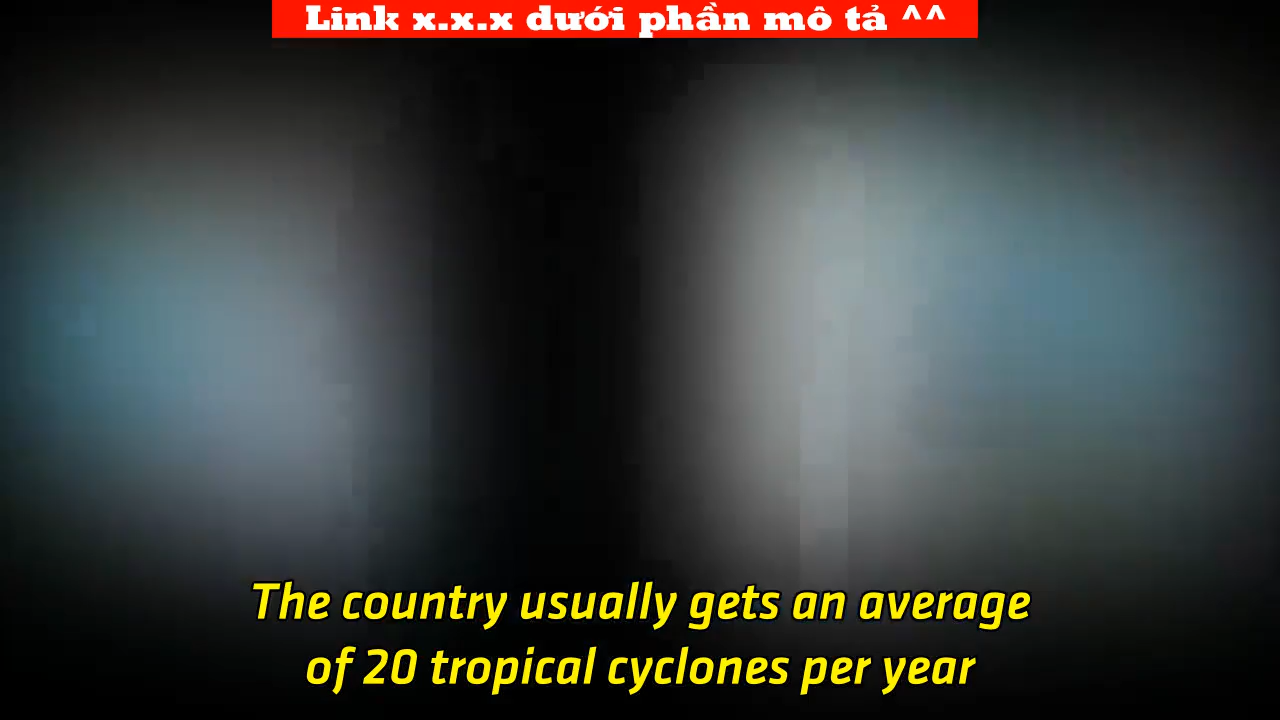 Link x.x.x dưới phần mô tả ^^
The country usually gets an average
of 20 tropical cyclones per year